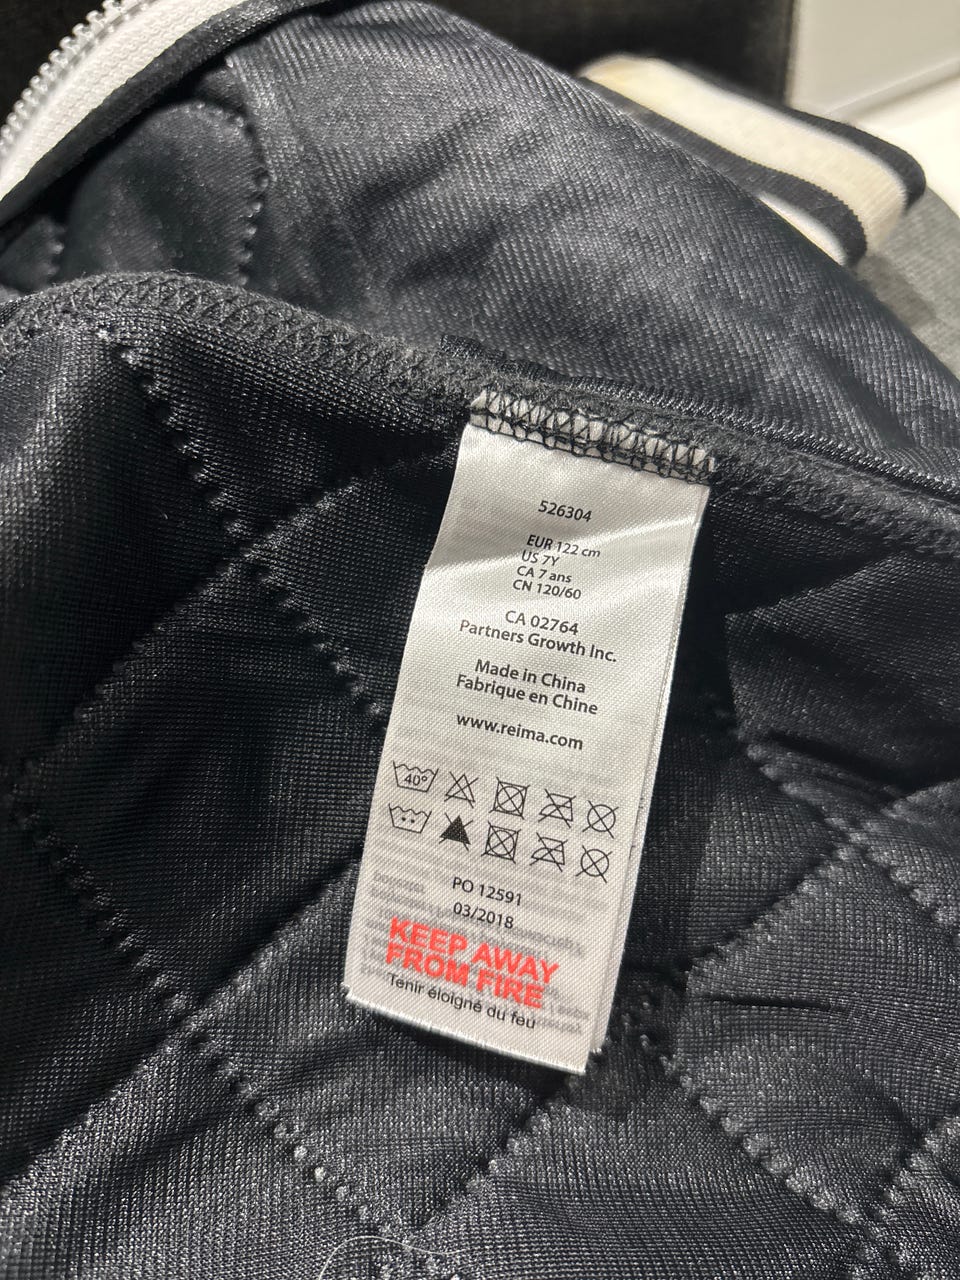 526304
EUR 122 cm
US 7Y
CA 7 ans
CN 120/60
CA 02764
Partners Growth Inc.
Made in China
Fabrique en Chine
www.reima.com
40°
PO 12591
03/2018
KEEP AWAY
FROM FIRE
Tenir éloigné du feu